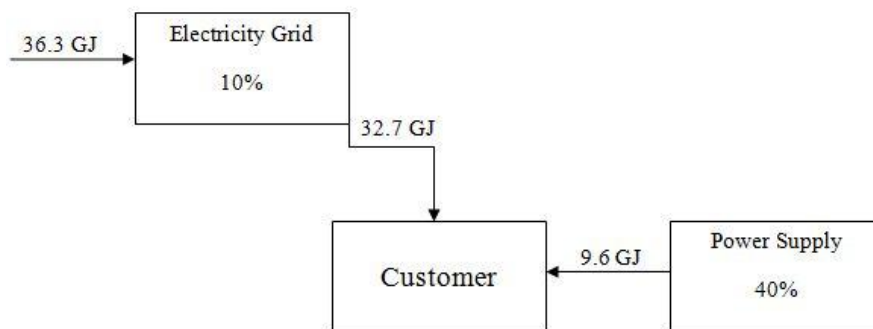 36.3 GJ
Electricity Grid
10%
32.7 GJ
Customer
9.6 GJ
Power Supply
40%